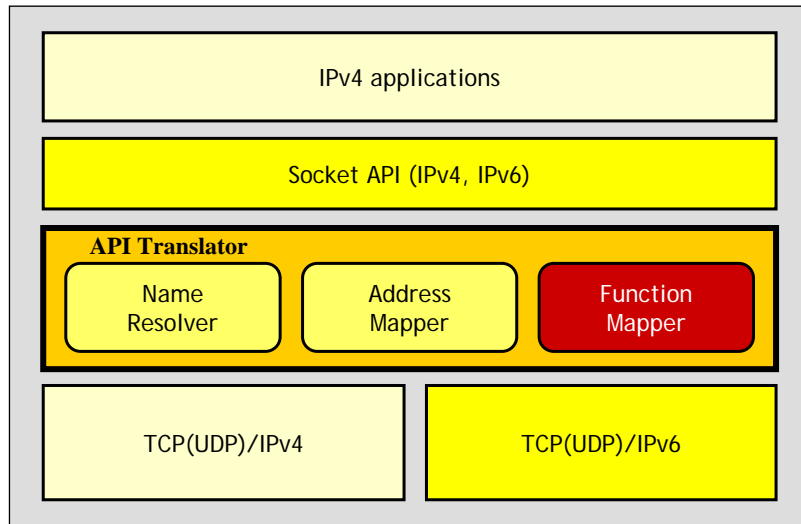 IPv4 applications
Socket API (IPv4, IPv6)
API Translator
Name
Resolver
Address
Mapper
Function
Mapper
TCP(UDP)/IPv4
TCP(UDP)/IPv6